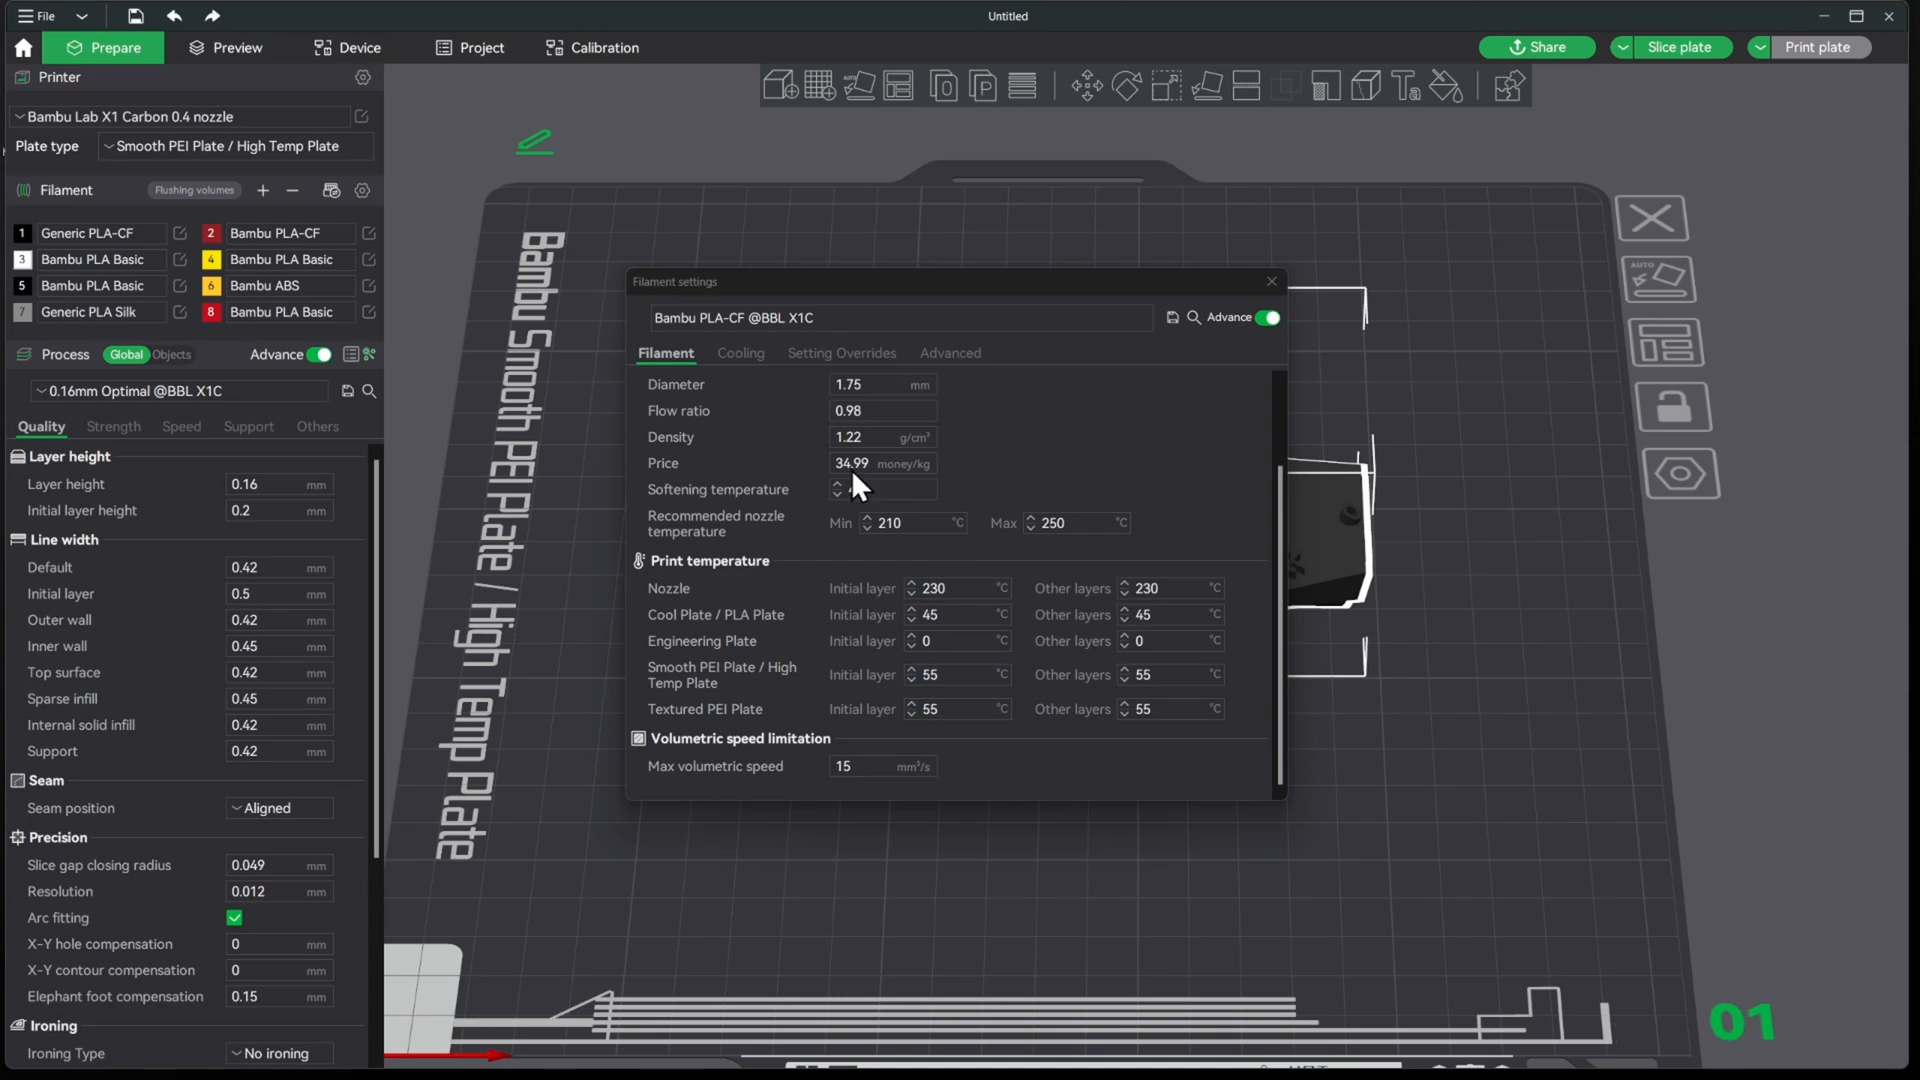 File
Untitled
Prepare
Preview
Device
Project
Calibration
Share
Slice plate
Print plate
Printer
Bambu Lab X1 Carbon 0.4 nozzle
Plate type
Smooth PEI Plate / High Temp Plate
Filament
Flushing volumes
1 Generic PLA-CF
2 Bambu PLA-CF
3 Bambu PLA Basic
4 Bambu PLA Basic
5 Bambu PLA Basic
6 Bambu ABS
7 Generic PLA Silk
8 Bambu PLA Basic
Process
Global
Objects
Advance
0.16mm Optimal @BBL X1C
Quality
Strength
Speed
Support
Others
Layer height
Layer height 0.16 mm
Initial layer height 0.2 mm
Line width
Default 0.42 mm
Initial layer 0.5 mm
Outer wall 0.42 mm
Inner wall 0.45 mm
Top surface 0.42 mm
Sparse infill 0.45 mm
Internal solid infill 0.42 mm
Support 0.42 mm
Seam
Seam position Aligned
Precision
Slice gap closing radius 0.049 mm
Resolution 0.012 mm
Arc fitting
X-Y hole compensation 0 mm
X-Y contour compensation 0 mm
Elephant foot compensation 0.15 mm
Ironing
Ironing Type No ironing
Bambu Smooth PEI Plate / High Temp Plate
AUTO
AUTO
Filament settings
Bambu PLA-CF @BBL X1C
Advance
Filament
Cooling
Setting Overrides
Advanced
Diameter 1.75 mm
Flow ratio 0.98
Density 1.22 g/cm³
Price 34.99 money/kg
Softening temperature
Recommended nozzle
temperature
Min 210 °C Max 250 °C
Print temperature
Nozzle Initial layer 230 °C Other layers 230 °C
Cool Plate / PLA Plate Initial layer 45 °C Other layers 45 °C
Engineering Plate Initial layer 0 °C Other layers 0 °C
Smooth PEI Plate / High
Temp Plate
Initial layer 55 °C Other layers 55 °C
Textured PEI Plate Initial layer 55 °C Other layers 55 °C
Volumetric speed limitation
Max volumetric speed 15 mm³/s
01